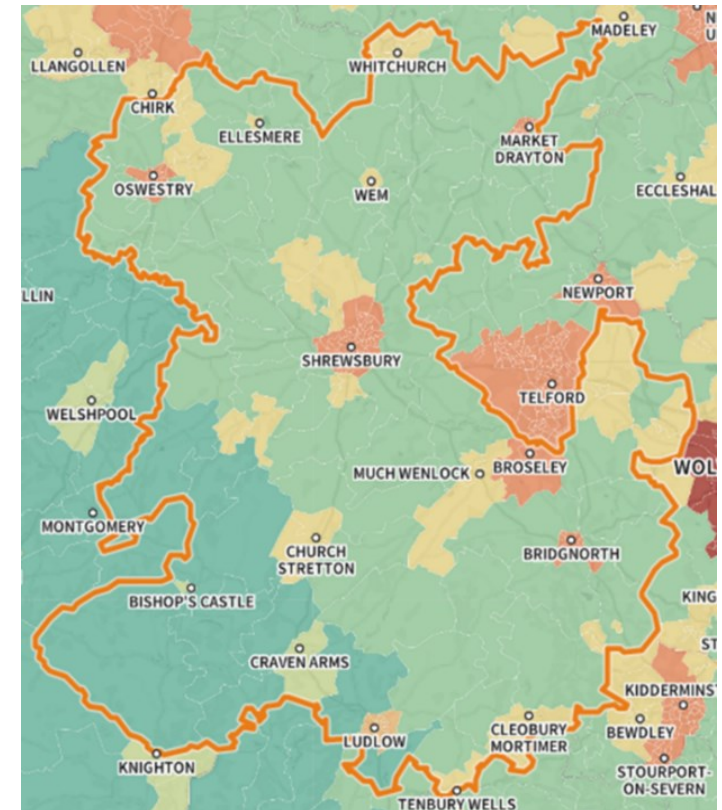 MADELEY
N
U
LLANGOLLEN
WHITCHURCH
CHIRK
ELLESMERE
MARKET
DRAYTON
OSWESTRY
WEM
ECCLESHAL
LLIN
NEWPORT
SHREWSBURY
TELFORD
WELSHPOOL
MUCH WENLOCK
BROSELEY
WOL
MONTGOMERY
CHURCH
STRETTON
BRIDGNORTH
BISHOP'S CASTLE
KING
ST
CRAVEN ARMS
KIDDERMINST
LUDLOW
CLEOBURY
MORTIMER
BEWDLEY
KNIGHTON
STOURPORT-
ON-SEVERN
TENBURY WELLS